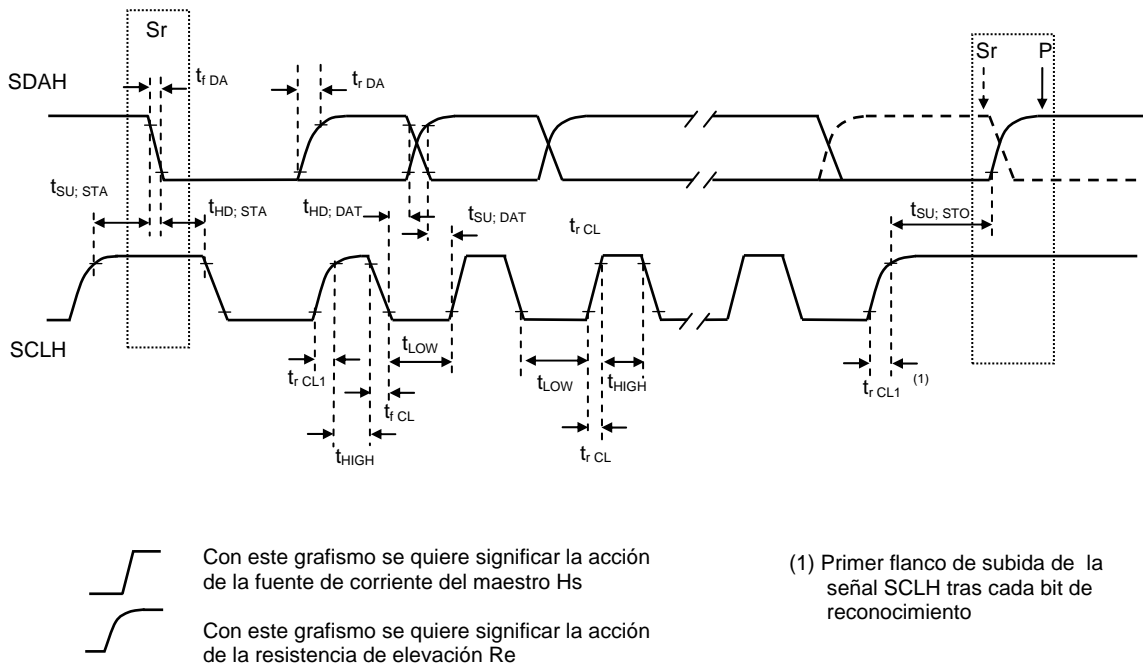 Sr
Sr
P
SDAH
t f DA
t r DA
t SU; STA
t HD; STA
t HD; DAT
t SU; DAT
t r CL
t SU; STO
SCLH
t r CL1
t LOW
t f CL
t HIGH
t LOW
t HIGH
t r CL
t r CL1 (1)
Con este grafismo se quiere significar la acción
de la fuente de corriente del maestro Hs
Con este grafismo se quiere significar la acción
de la resistencia de elevación Re
(1) Primer flanco de subida de la
señal SCLH tras cada bit de
reconocimiento